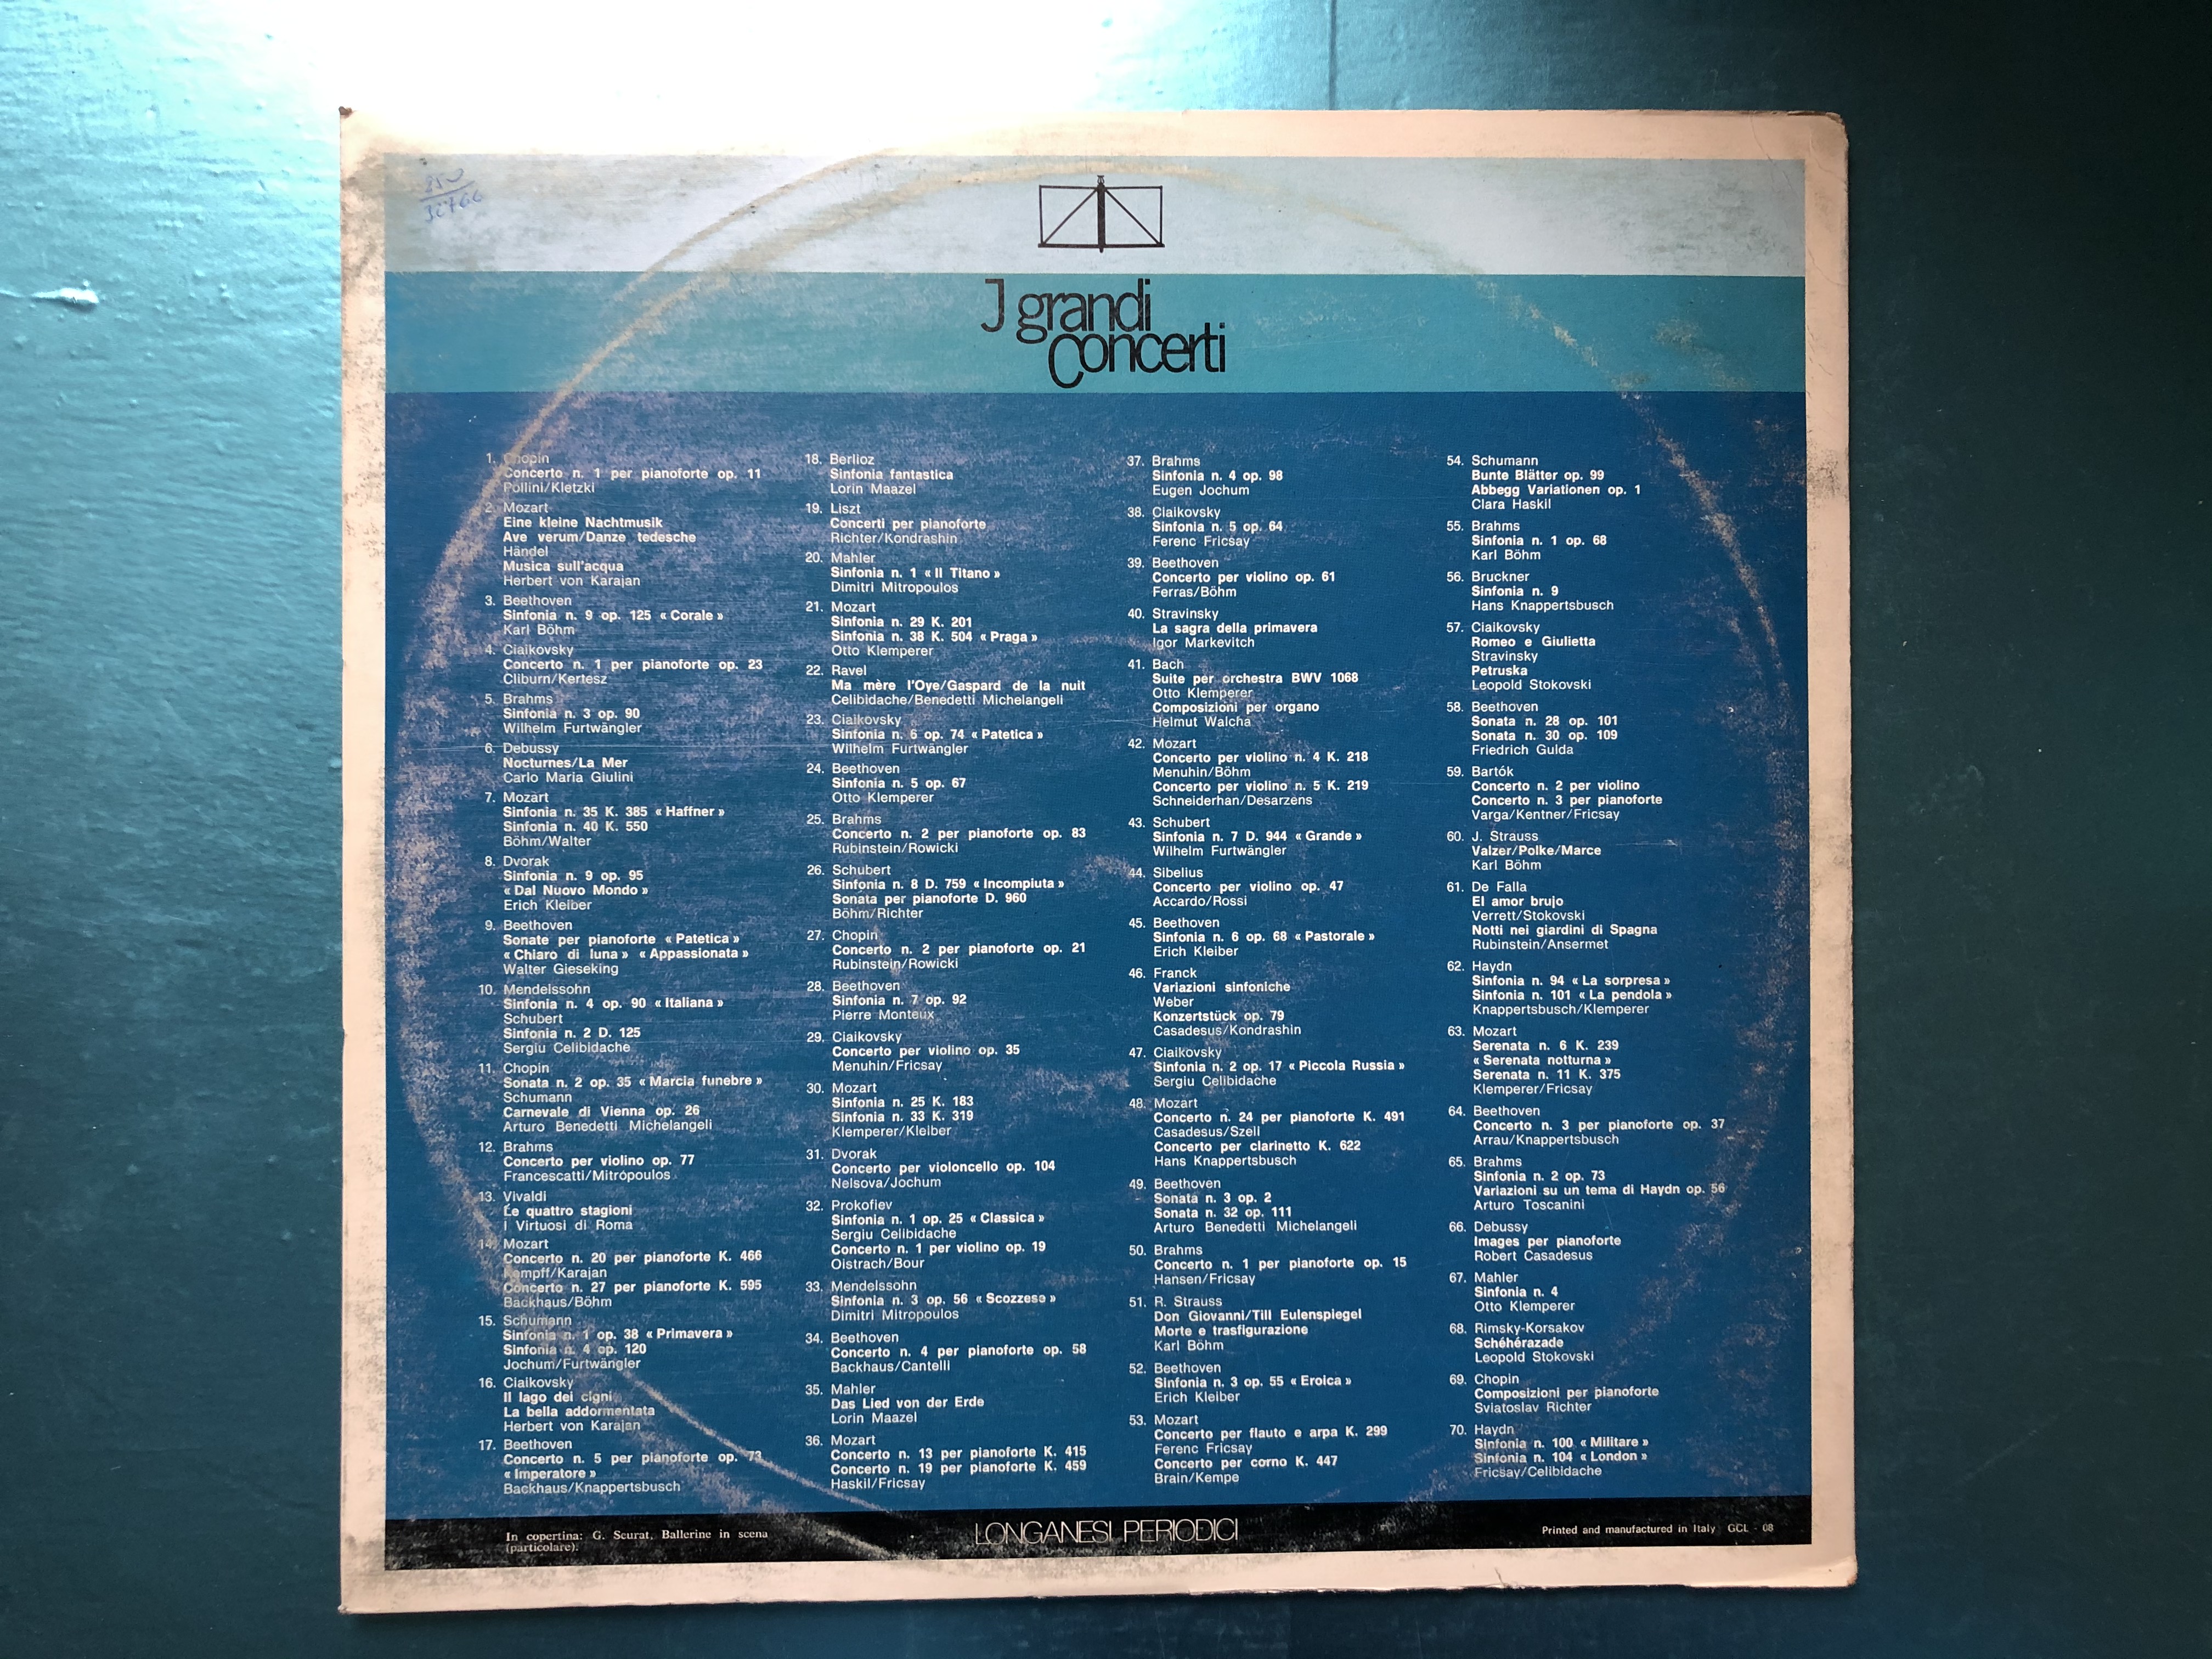 I grandi
Concerti
1. Chopin
Concerto n. 1 per pianoforte op. 11
Pollini/Kletzki
2. Mozart
Eine kleine Nachtmusik
Ave verum/Danze tedesche
Händel
Musica sull'acqua
Herbert von Karajan
3. Beethoven
Sinfonia n. 9 op. 125 « Corale »
Karl Böhm
4. Ciaikovsky
Concerto n. 1 per pianoforte op. 23
Cliburn/Kertesz
5. Brahms
Sinfonia n. 3 op. 90
Wilhelm Furtwängler
6. Debussy
Nocturnes/La Mer
Carlo Maria Giulini
7. Mozart
Sinfonia n. 35 K. 385 « Haffner »
Sinfonia n. 40 K. 550
Böhm/Walter
8. Dvorak
Sinfonia n. 9 op. 95
« Dal Nuovo Mondo »
Erich Kleiber
9. Beethoven
Sonate per pianoforte « Patetica »
« Chiaro di luna » « Appassionata »
Walter Gieseking
10. Mendelssohn
Sinfonia n. 4 op. 90 « Italiana »
Schubert
Sinfonia n. 2 D. 125
Sergiu Celibidache
11. Chopin
Sonata n. 2 op. 35 « Marcia funebre »
Schumann
Carnevale di Vienna op. 26
Arturo Benedetti Michelangeli
12. Brahms
Concerto per violino op. 77
Francescatti/Mitropoulos
13. Vivaldi
Le quattro stagioni
I Virtuosi di Roma
14. Mozart
Concerto n. 20 per pianoforte K. 466
Kempff/Karajan
Concerto n. 27 per pianoforte K. 595
Backhaus/Böhm
15. Schumann
Sinfonia n. 1 op. 38 « Primavera »
Sinfonia n. 4 op. 120
Jochum/Furtwängler
16. Ciaikovsky
Il lago dei cigni
La bella addormentata
Herbert von Karajan
17. Beethoven
Concerto n. 5 per pianoforte op. 73
« Imperatore »
Backhaus/Knappertsbusch
18. Berlioz
Sinfonia fantastica
Lorin Maazel
19. Liszt
Concerti per pianoforte
Richter/Kondrashin
20. Mahler
Sinfonia n. 1 « Il Titano »
Dimitri Mitropoulos
21. Mozart
Sinfonia n. 29 K. 201
Sinfonia n. 38 K. 504 « Praga »
Otto Klemperer
22. Ravel
Ma mère l'Oye/Gaspard de la nuit
Celibidache/Benedetti Michelangeli
23. Ciaikovsky
Sinfonia n. 6 op. 74 « Patetica »
Wilhelm Furtwängler
24. Beethoven
Sinfonia n. 5 op. 67
Otto Klemperer
25. Brahms
Concerto n. 2 per pianoforte op. 83
Rubinstein/Rowicki
26. Schubert
Sinfonia n. 8 D. 759 « Incompiuta »
Sonata per pianoforte D. 960
Böhm/Richter
27. Chopin
Concerto n. 2 per pianoforte op. 21
Rubinstein/Rowicki
28. Beethoven
Sinfonia n. 7 op. 92
Pierre Monteux
29. Ciaikovsky
Concerto per violino op. 35
Menuhin/Fricsay
30. Mozart
Sinfonia n. 25 K. 183
Sinfonia n. 33 K. 319
Klemperer/Kleiber
31. Dvorak
Concerto per violoncello op. 104
Nelsova/Jochum
32. Prokofiev
Sinfonia n. 1 op. 25 « Classica »
Sergiu Celibidache
Concerto n. 1 per violino op. 19
Oistrach/Bour
33. Mendelssohn
Sinfonia n. 3 op. 56 « Scozzese »
Dimitri Mitropoulos
34. Beethoven
Concerto n. 4 per pianoforte op. 58
Backhaus/Cantelli
35. Mahler
Das Lied von der Erde
Lorin Maazel
36. Mozart
Concerto n. 13 per pianoforte K. 415
Concerto n. 19 per pianoforte K. 459
Haskil/Fricsay
37. Brahms
Sinfonia n. 4 op. 98
Eugen Jochum
38. Ciaikovsky
Sinfonia n. 5 op. 64
Ferenc Fricsay
39. Beethoven
Concerto per violino op. 61
Ferras/Böhm
40. Stravinsky
La sagra della primavera
Igor Markevitch
41. Bach
Suite per orchestra BWV 1068
Otto Klemperer
Composizioni per organo
Helmut Walcha
42. Mozart
Concerto per violino n. 4 K. 218
Menuhin/Böhm
Concerto per violino n. 5 K. 219
Schneiderhan/Desarzens
43. Schubert
Sinfonia n. 7 D. 944 « Grande »
Wilhelm Furtwängler
44. Sibelius
Concerto per violino op. 47
Accardo/Rossi
45. Beethoven
Sinfonia n. 6 op. 68 « Pastorale »
Erich Kleiber
46. Franck
Variazioni sinfoniche
Weber
Konzertstück op. 79
Casadesus/Kondrashin
47. Ciaikovsky
Sinfonia n. 2 op. 17 « Piccola Russia »
Sergiu Celibidache
48. Mozart
Concerto n. 24 per pianoforte K. 491
Casadesus/Szell
Concerto per clarinetto K. 622
Hans Knappertsbusch
49. Beethoven
Sonata n. 3 op. 2
Sonata n. 32 op. 111
Arturo Benedetti Michelangeli
50. Brahms
Concerto n. 1 per pianoforte op. 15
Hansen/Fricsay
51. R. Strauss
Don Giovanni/Till Eulenspiegel
Morte e trasfigurazione
Karl Böhm
52. Beethoven
Sinfonia n. 3 op. 55 « Eroica »
Erich Kleiber
53. Mozart
Concerto per flauto e arpa K. 299
Ferenc Fricsay
Concerto per corno K. 447
Brain/Kempe
54. Schumann
Bunte Blätter op. 99
Abbegg Variationen op. 1
Clara Haskil
55. Brahms
Sinfonia n. 1 op. 68
Karl Böhm
56. Bruckner
Sinfonia n. 9
Hans Knappertsbusch
57. Ciaikovsky
Romeo e Giulietta
Stravinsky
Petruska
Leopold Stokovski
58. Beethoven
Sonata n. 28 op. 101
Sonata n. 30 op. 109
Friedrich Gulda
59. Bartók
Concerto n. 2 per violino
Concerto n. 3 per pianoforte
Varga/Kentner/Fricsay
60. J. Strauss
Valzer/Polke/Marce
Karl Böhm
61. De Falla
El amor brujo
Verrett/Stokovski
Notti nei giardini di Spagna
Rubinstein/Ansermet
62. Haydn
Sinfonia n. 94 « La sorpresa »
Sinfonia n. 101 « La pendola »
Knappertsbusch/Klemperer
63. Mozart
Serenata n. 6 K. 239
« Serenata notturna »
Serenata n. 11 K. 375
Klemperer/Fricsay
64. Beethoven
Concerto n. 3 per pianoforte op. 37
Arrau/Knappertsbusch
65. Brahms
Sinfonia n. 2 op. 73
Variazioni su un tema di Haydn op. 56
Arturo Toscanini
66. Debussy
Images per pianoforte
Robert Casadesus
67. Mahler
Sinfonia n. 4
Otto Klemperer
68. Rimsky-Korsakov
Schéhérazade
Leopold Stokovski
69. Chopin
Composizioni per pianoforte
Sviatoslav Richter
70. Haydn
Sinfonia n. 100 « Militare »
Sinfonia n. 104 « London »
Fricsay/Celibidache
In copertina: G. Seurat, Ballerine in scena
(particolare).
LONGANESI PERIODICI
Printed and manufactured in Italy GCL - 08